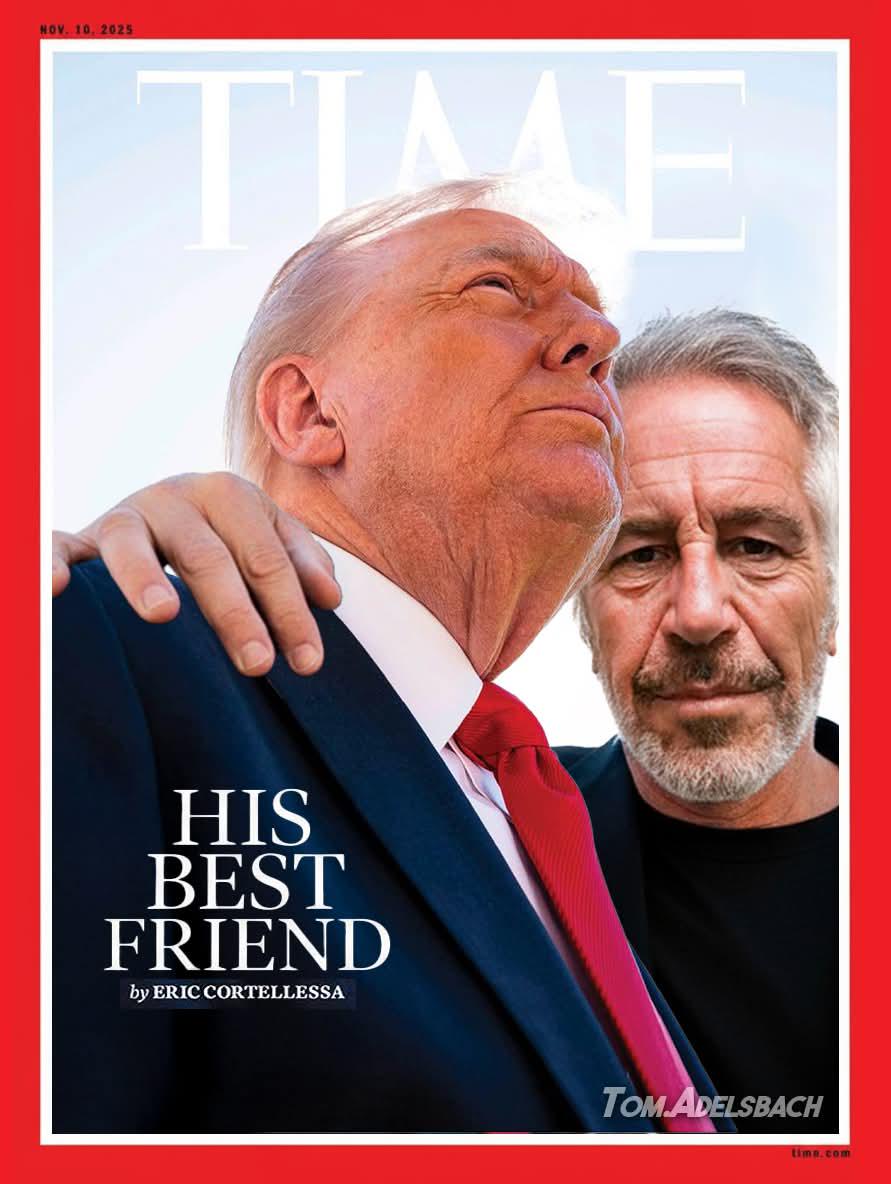 NOV. 10, 2025
TIME
HIS
BEST
FRIEND
by ERIC CORTELLESSA
TOM.ADELSBACH
time.com